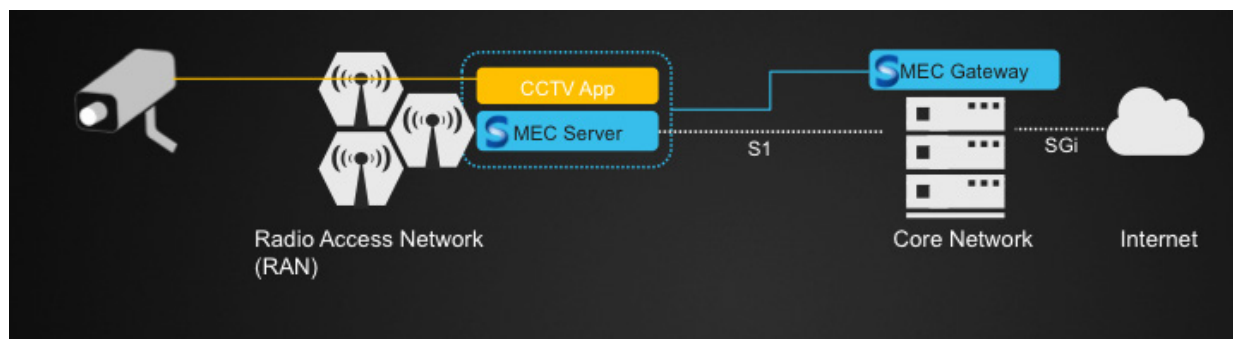 CCTV App
MEC Gateway
MEC Server
S1
SGi
Radio Access Network
(RAN)
Core Network
Internet